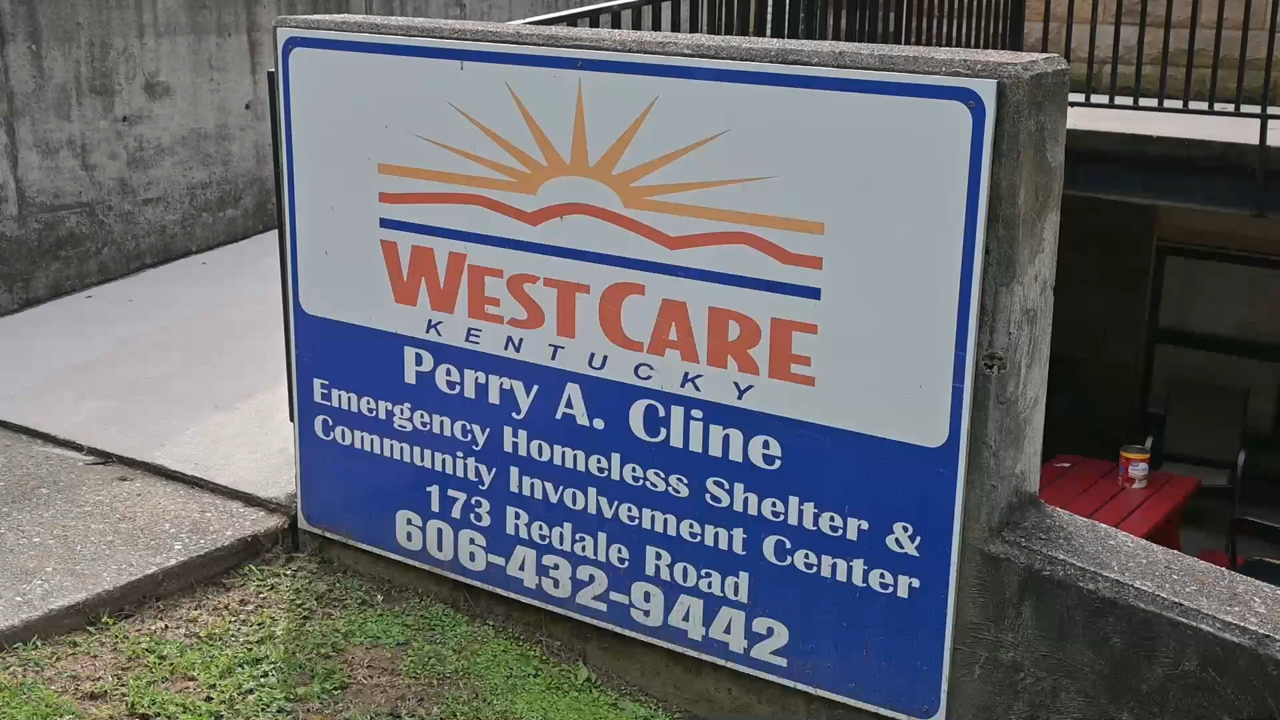 WESTCARE
KENTUCKY
Perry A. Cline
Emergency Homeless Shelter &
Community Involvement Center
173 Redale Road
606-432-9442